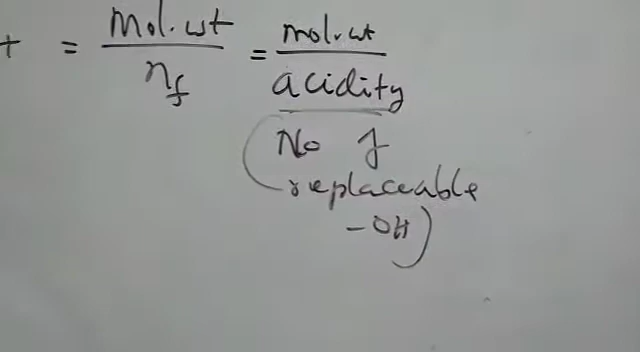 t = mol.wt / nf = mol.wt / acidity
(No of
replaceable
-OH)